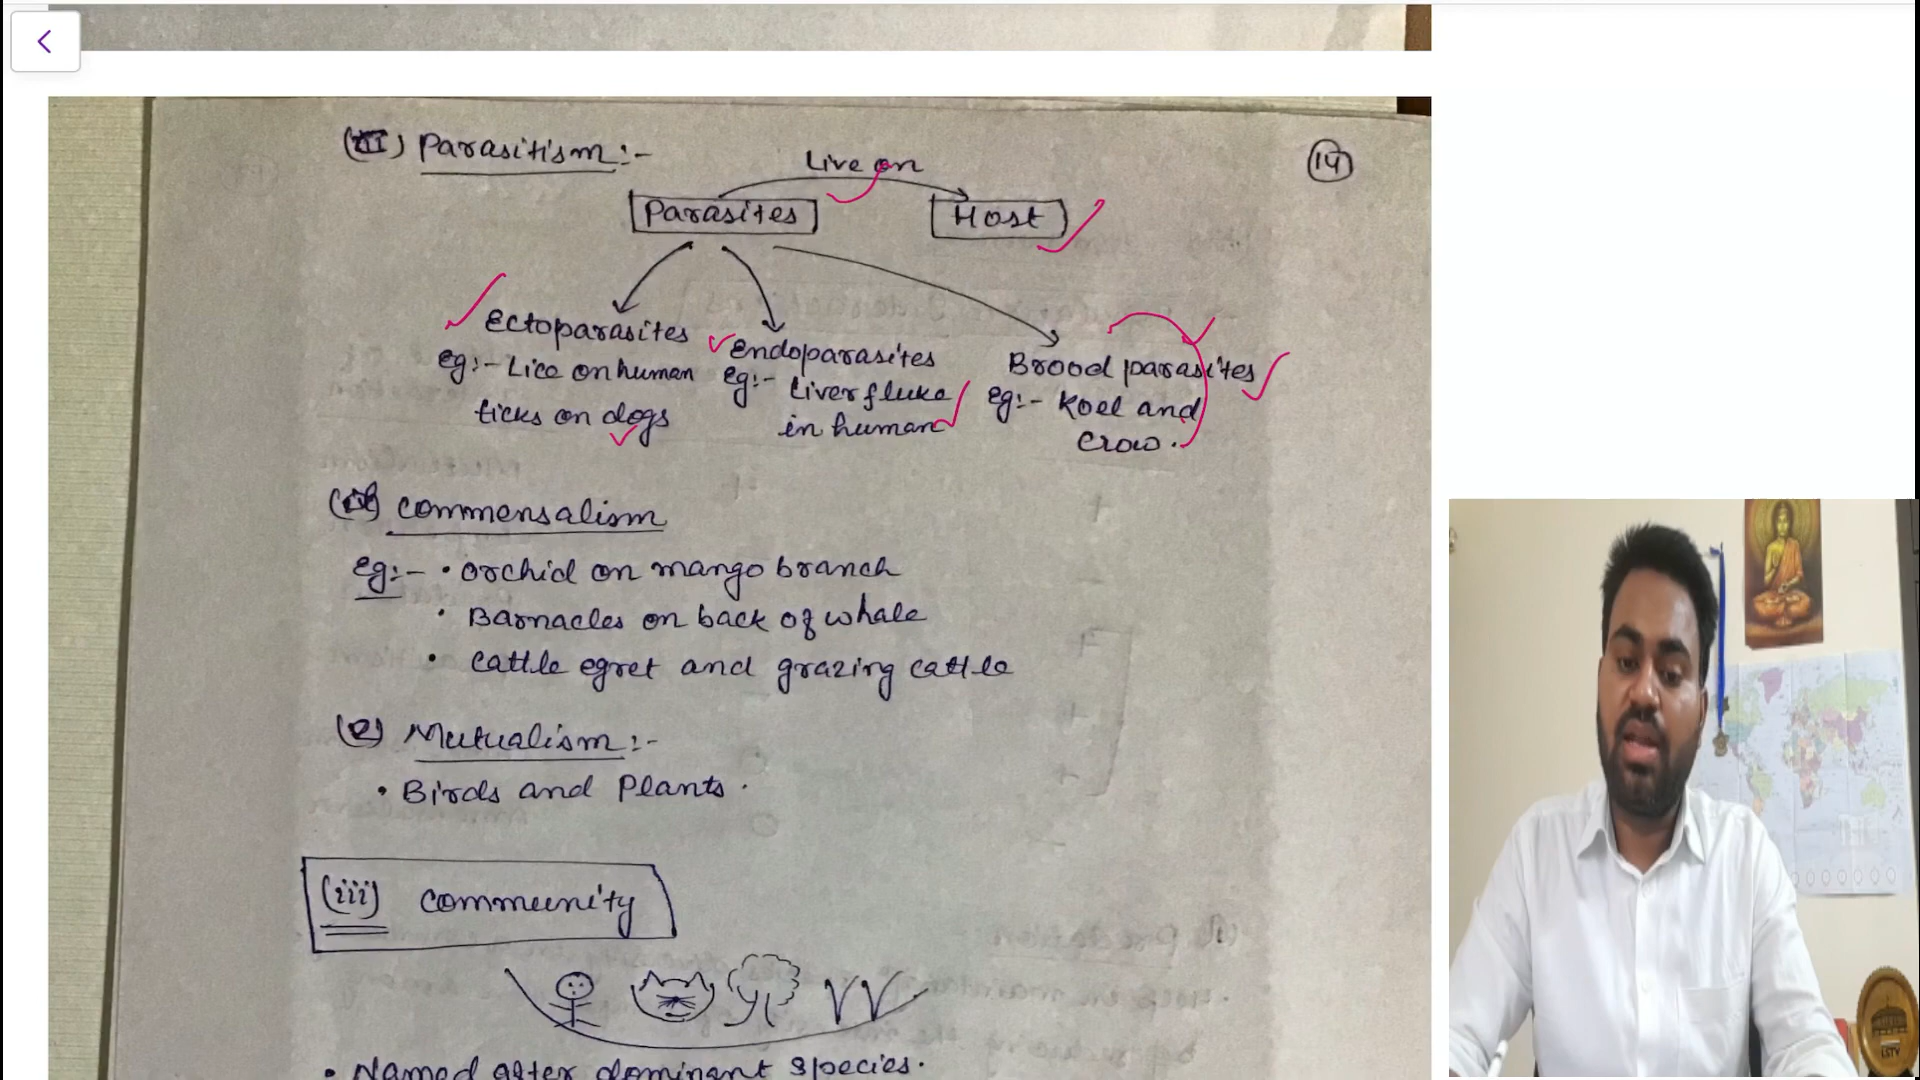 (III) Parasitism:-
14
Live on
Parasites
Host
Ectoparasites
eg:- Lice on human
ticks on dogs
Endoparasites
eg:- Liver fluke
in human
Brood parasites
eg:- Koel and
crow.
commensalism
eg:- • orchid on mango branch
• Barnacles on back of whale
• cattle egret and grazing cattle
Mutualism:-
• Birds and Plants.
(iii) community
• Named after dominant species.
LSTV